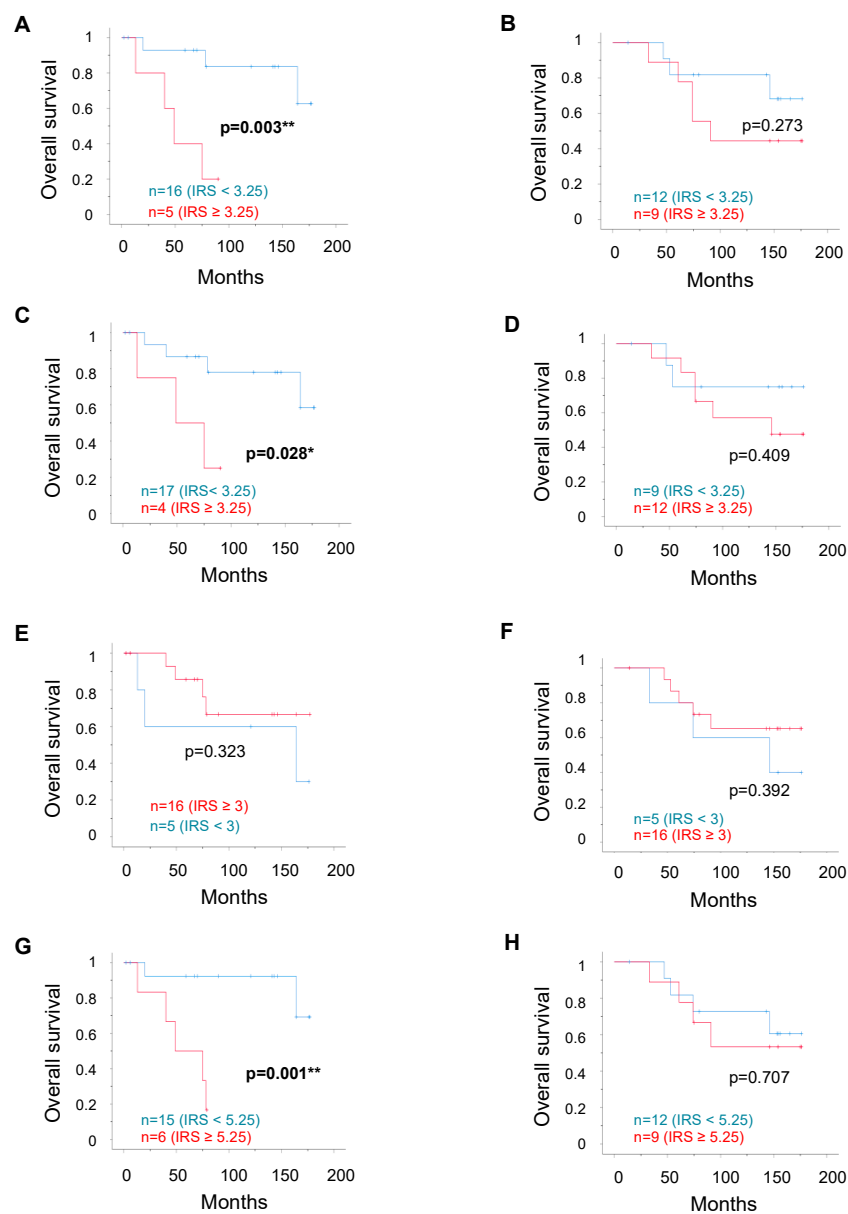 A
Overall survival
1
0.8
0.6
0.4
0.2
0
p=0.003**
n=16 (IRS < 3.25)
n=5 (IRS ≥ 3.25)
0 50 100 150 200
Months
B
Overall survival
1
0.8
0.6
0.4
0.2
0
p=0.273
n=12 (IRS < 3.25)
n=9 (IRS ≥ 3.25)
0 50 100 150 200
Months
C
Overall survival
1
0.8
0.6
0.4
0.2
0
p=0.028*
n=17 (IRS< 3.25)
n=4 (IRS ≥ 3.25)
0 50 100 150 200
Months
D
Overall survival
1
0.8
0.6
0.4
0.2
0
p=0.409
n=9 (IRS < 3.25)
n=12 (IRS ≥ 3.25)
0 50 100 150 200
Months
E
Overall survival
1
0.8
0.6
0.4
0.2
0
p=0.323
n=16 (IRS ≥ 3)
n=5 (IRS < 3)
0 50 100 150 200
Months
F
Overall survival
1
0.8
0.6
0.4
0.2
0
p=0.392
n=5 (IRS < 3)
n=16 (IRS ≥ 3)
0 50 100 150 200
Months
G
Overall survival
1
0.8
0.6
0.4
0.2
0
p=0.001**
n=15 (IRS < 5.25)
n=6 (IRS ≥ 5.25)
0 50 100 150 200
Months
H
Overall survival
1
0.8
0.6
0.4
0.2
0
p=0.707
n=12 (IRS < 5.25)
n=9 (IRS ≥ 5.25)
0 50 100 150 200
Months